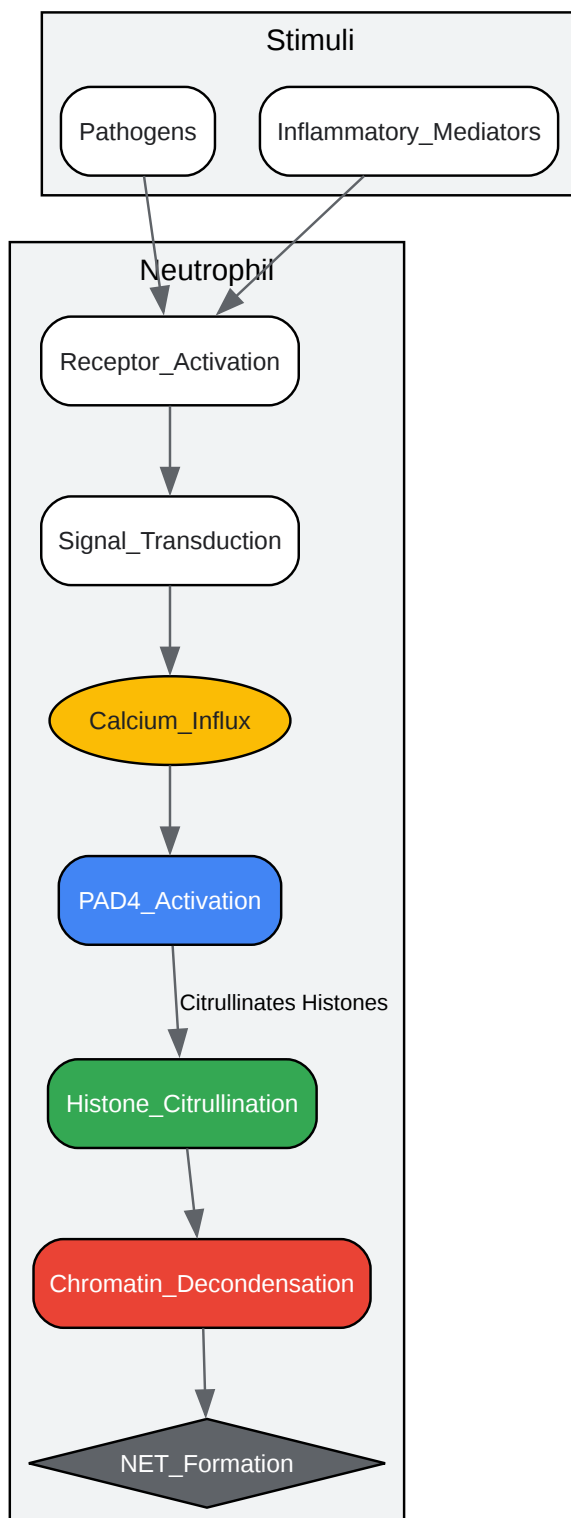 Stimuli
Pathogens
Inflammatory_Mediators
Neutrophil
Receptor_Activation
Signal_Transduction
Calcium_Influx
PAD4_Activation
Citrullinates Histones
Histone_Citrullination
Chromatin_Decondensation
NET_Formation